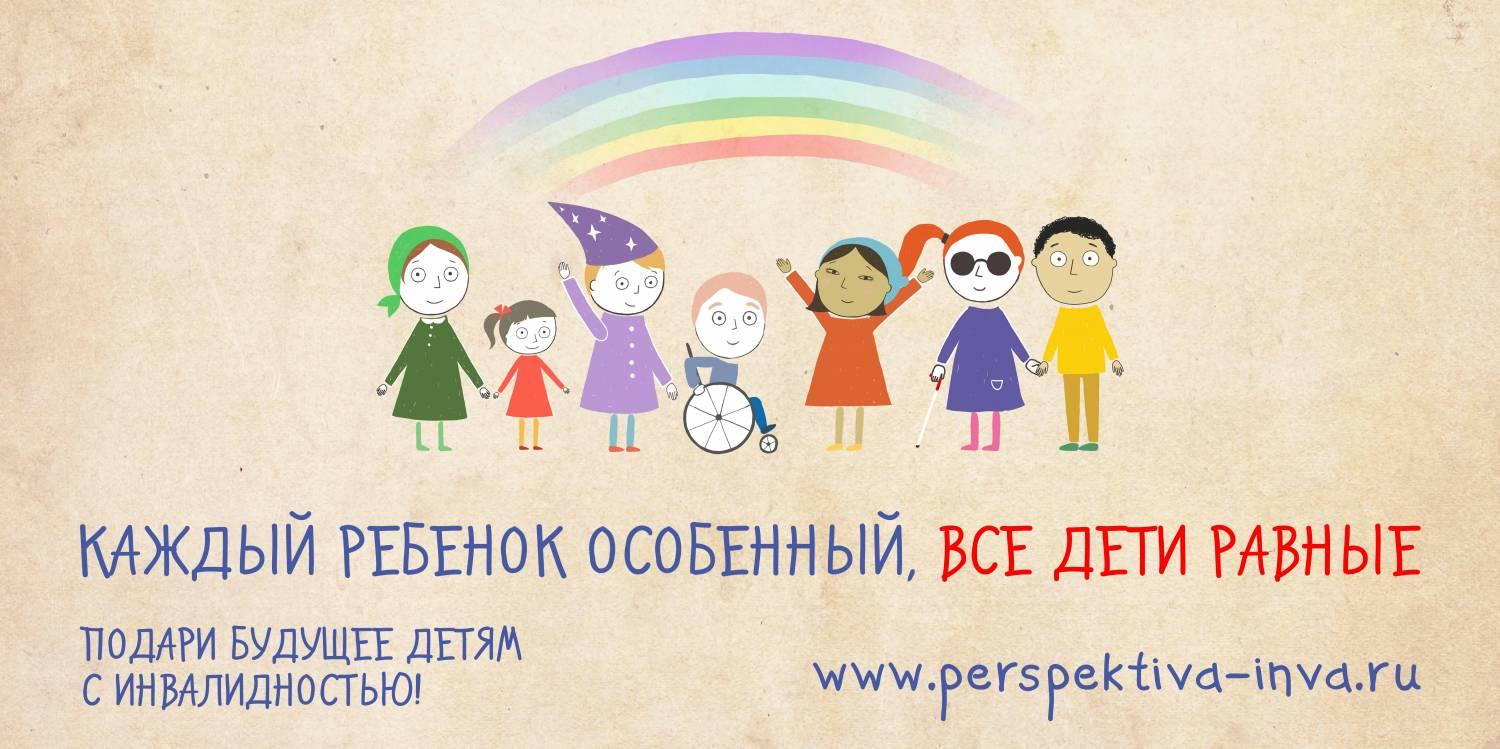 КАЖДЫЙ РЕБЕНОК ОСОБЕННЫЙ, ВСЕ ДЕТИ РАВНЫЕ
ПОДАРИ БУДУЩЕЕ ДЕТЯМ
С ИНВАЛИДНОСТЬЮ!
www.perspektiva-inva.ru